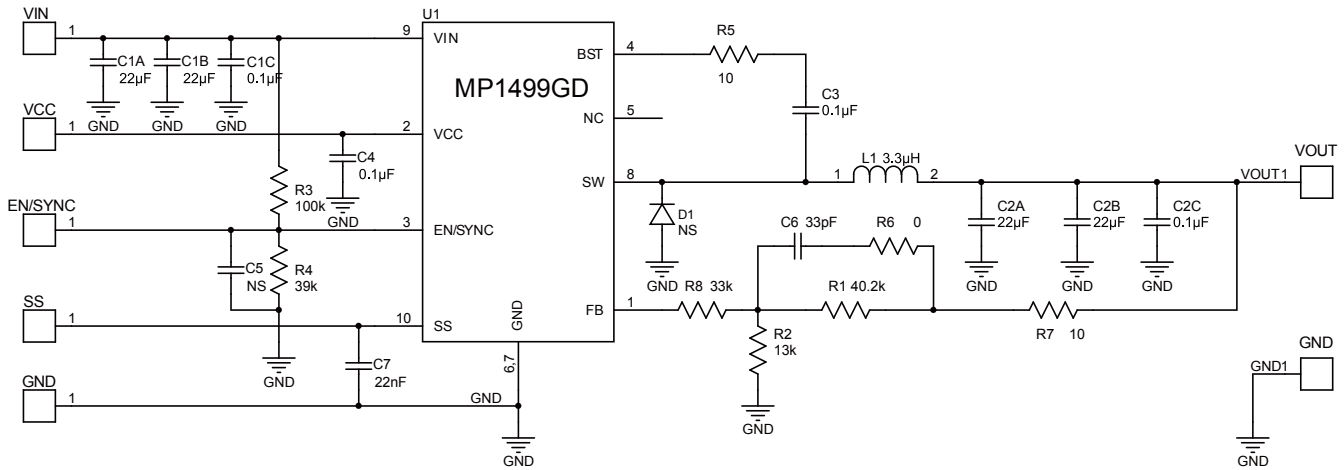 VIN
1
C1A
22µF
GND
C1B
22µF
GND
C1C
0.1µF
GND
9
U1
VIN
MP1499GD
BST
4
R5
10
C3
0.1µF
NC
5
VCC
1
2
VCC
C4
0.1µF
GND
R3
100k
SW
8
1
L1 3.3µH
2
VOUT1
VOUT
D1
NS
GND
C2A
22µF
GND
C2B
22µF
GND
C2C
0.1µF
GND
EN/SYNC
1
3
EN/SYNC
C5
NS
R4
39k
GND
C6 33pF
R6 0
FB
1
R8 33k
R1 40.2k
R7 10
R2
13k
GND
SS
1
10
SS
GND
6,7
C7
22nF
GND
1
GND
GND
GND
GND1
GND